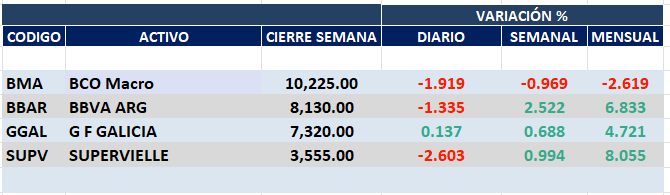 VARIACIÓN %
CODIGO ACTIVO CIERRE SEMANA DIARIO SEMANAL MENSUAL
BMA BCO Macro 10,225.00 -1.919 -0.969 -2.619
BBAR BBVA ARG 8,130.00 -1.335 2.522 6.833
GGAL G F GALICIA 7,320.00 0.137 0.688 4.721
SUPV SUPERVIELLE 3,555.00 -2.603 0.994 8.055